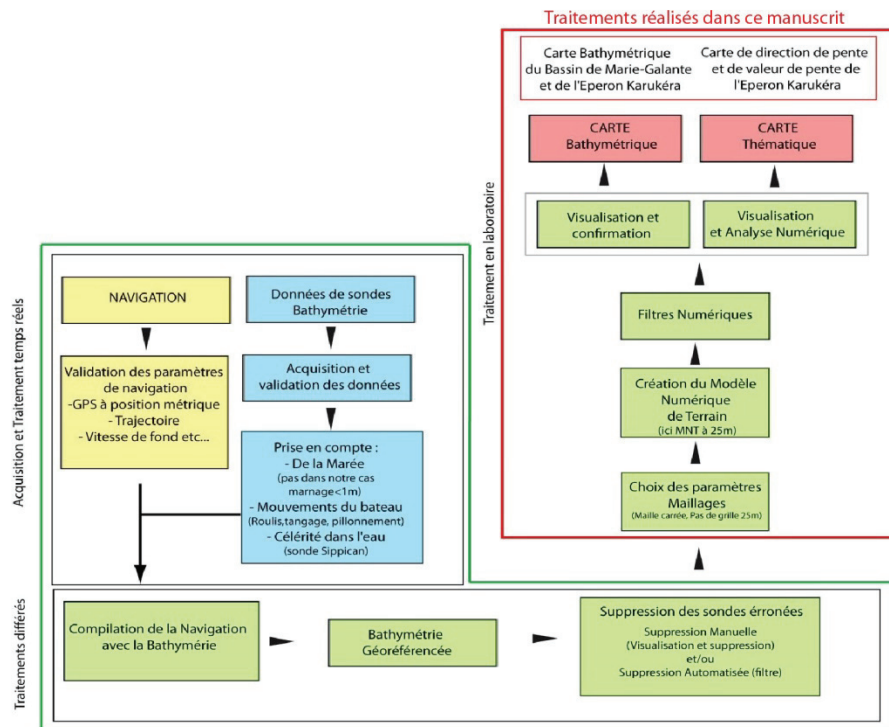 Traitements réalisés dans ce manuscrit
Carte Bathymétrique
du Bassin de Marie-Galante
et de l'Eperon Karukéra
Carte de direction de pente
et de valeur de pente de
l'Eperon Karukéra
CARTE
Bathymétrique
CARTE
Thématique
Visualisation et
confirmation
Visualisation
et Analyse Numérique
Filtres Numériques
Création du Modèle
Numérique
de Terrain
(ici MNT à 25m)
Choix des paramètres
Maillages
(Maille carrée, Pas de grille 25m)
Traitement en laboratoire
Acquisition et Traitement temps réels
NAVIGATION
Validation des paramètres
de navigation
-GPS à position métrique
- Trajectoire
- Vitesse de fond etc...
Données de sondes
Bathymétrie
Acquisition et
validation des données
Prise en compte :
- De la Marée
(pas dans notre cas
marnage<1m)
- Mouvements du bateau
(Roulis,tangage, pillonnement)
- Célérité dans l'eau
(sonde Sippican)
Traitements différés
Compilation de la Navigation
avec la Bathymérie
Bathymétrie
Géoréférencée
Suppression des sondes érronées
Suppression Manuelle
(Visualisation et suppression)
et/ou
Suppression Automatisée (filtre)